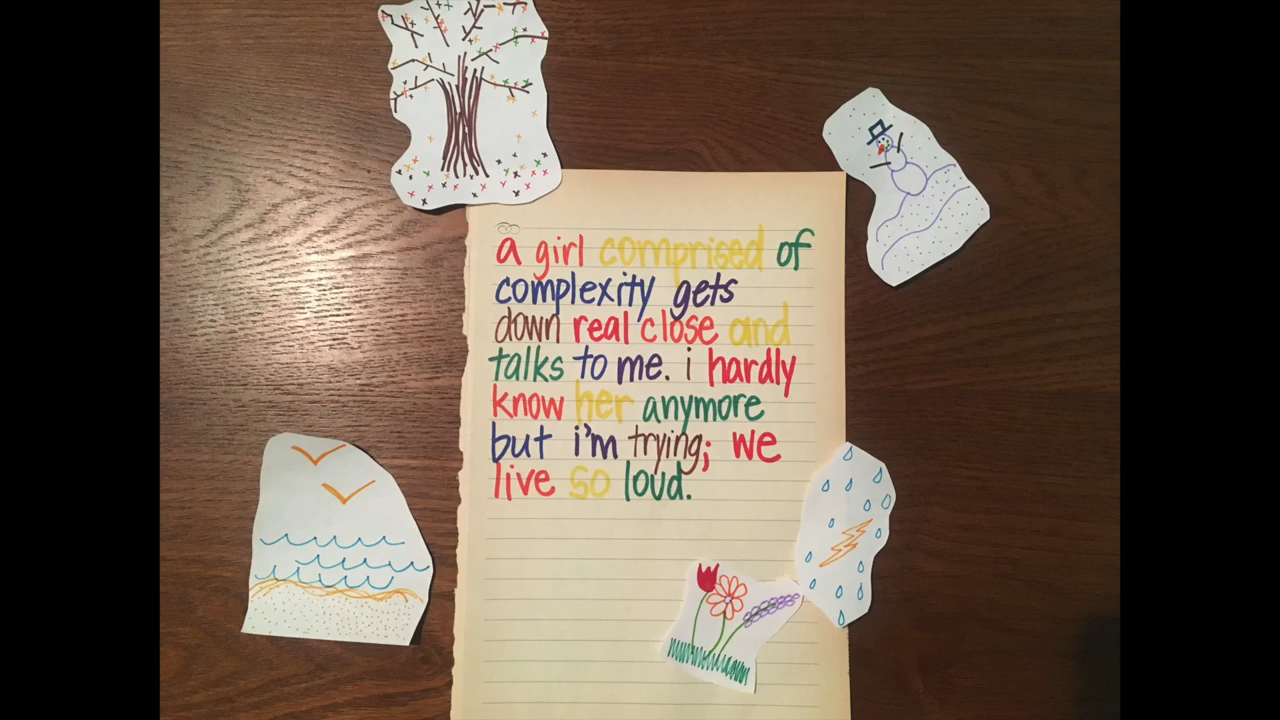 a girl comprised of
complexity gets
down real close and
talks to me. i hardly
know her anymore
but i'm trying; we
live so loud.